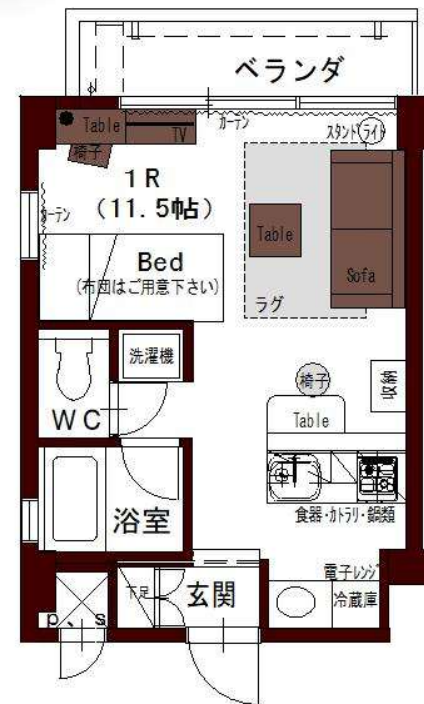 ベランダ
Table
TV
カーテン
スタンドライト
椅子
1R
(11.5帖)
カーテン
Table
Bed
(布団はご用意下さい)
Sofa
ラグ
洗濯機
椅子
収納
WC
Table
食器・カトラリ・鍋類
浴室
電子レンジ
下足
玄関
冷蔵庫
p、s